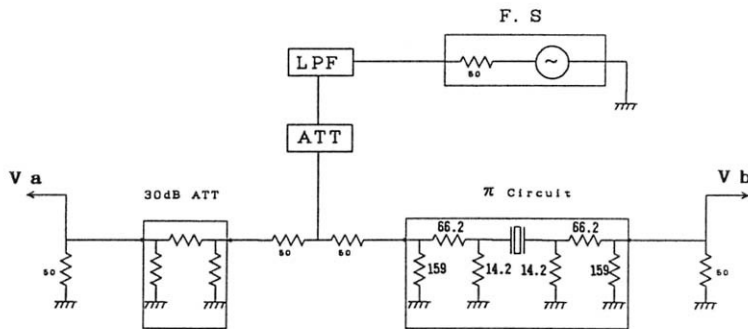 F. S
LPF
50
~
ATT
V a
30dB ATT
π Circuit
V b
66.2
66.2
50
50
50
159
14.2
14.2
159
50